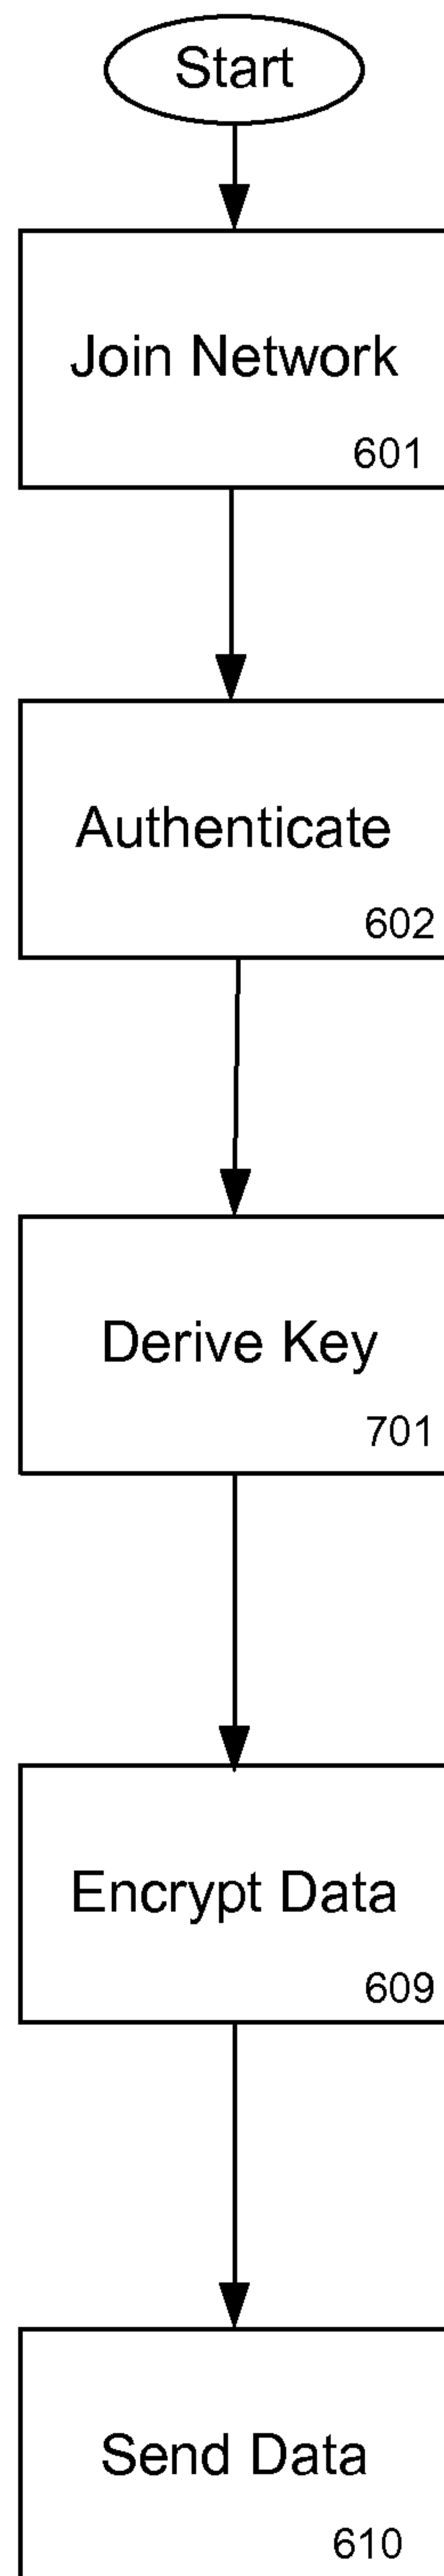 Start
Join Network
601
Authenticate
602
Derive Key
701
Encrypt Data
609
Send Data
610